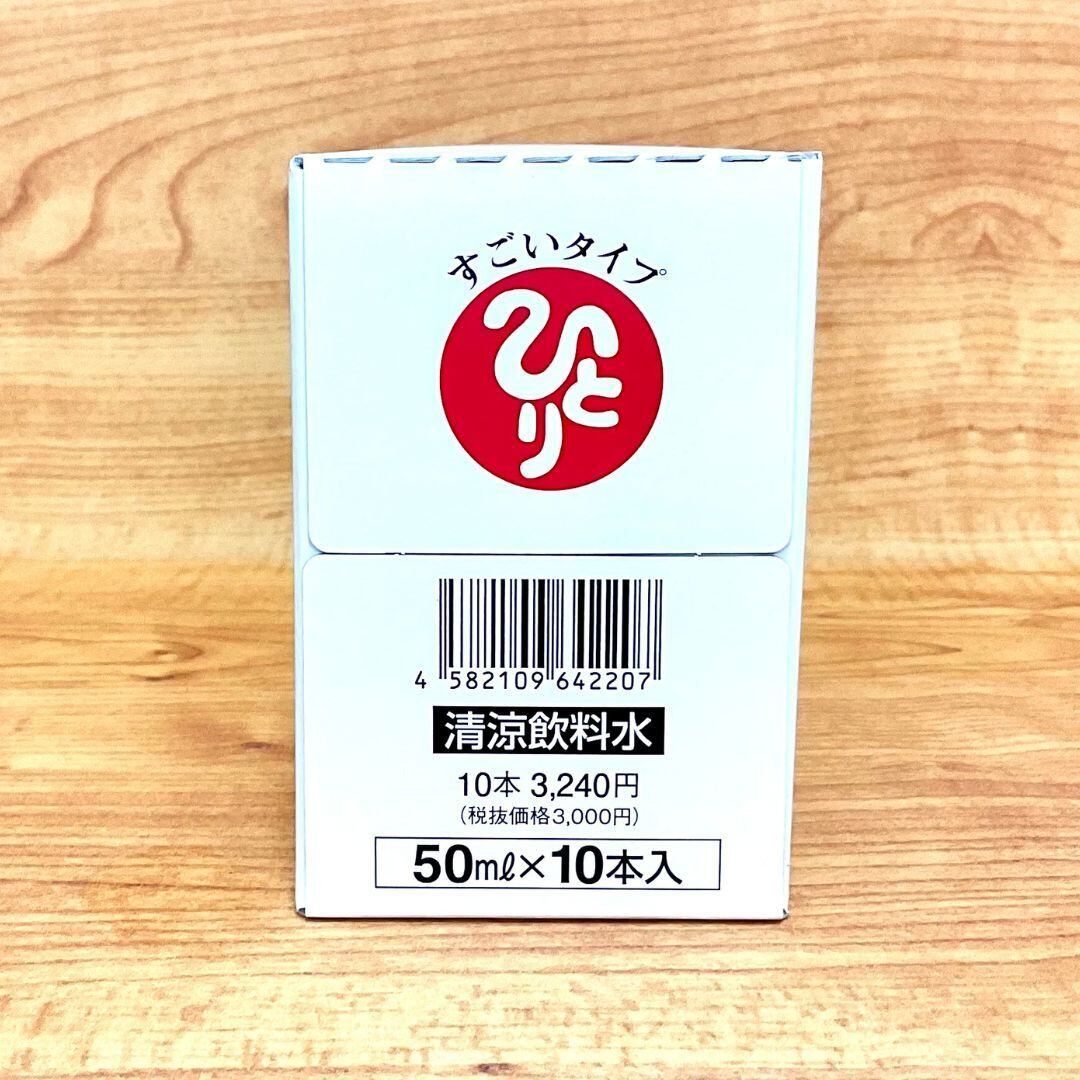 すごいタイプ
ひとり
4 582109 642207
清涼飲料水
10本 3,240円
(税抜価格3,000円)
50mℓ×10本入